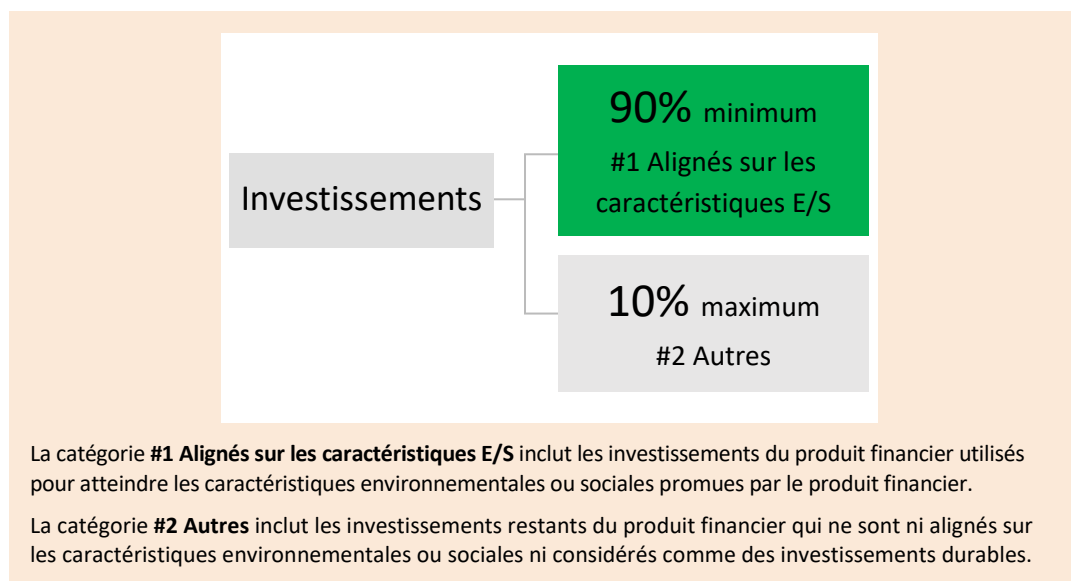 90% minimum
#1 Alignés sur les
caractéristiques E/S
Investissements
10% maximum
#2 Autres
La catégorie #1 Alignés sur les caractéristiques E/S inclut les investissements du produit financier utilisés
pour atteindre les caractéristiques environnementales ou sociales promues par le produit financier.
La catégorie #2 Autres inclut les investissements restants du produit financier qui ne sont ni alignés sur
les caractéristiques environnementales ou sociales ni considérés comme des investissements durables.